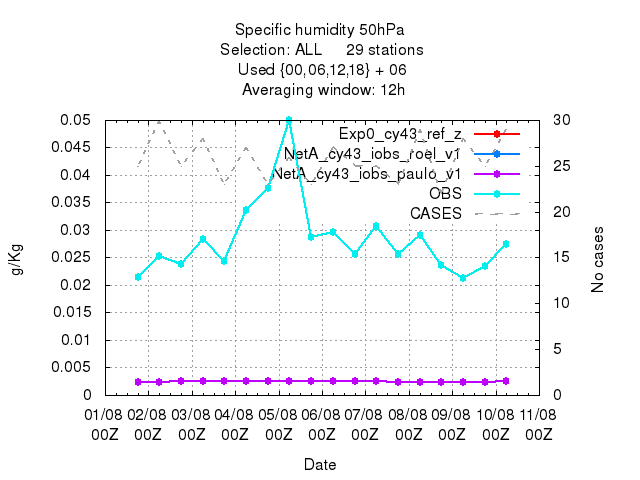 Specific humidity 50hPa
Selection: ALL 29 stations
Used {00,06,12,18} + 06
Averaging window: 12h
Exp0_cy43_ref_z
NetA_cy43_iobs_roel_v1
NetA_cy43_iobs_paulo_v1
OBS
CASES
0.05
0.045
0.04
0.035
0.03
0.025
0.02
0.015
0.01
0.005
0
g/Kg
30
25
20
15
10
5
0
No cases
01/08 02/08 03/08 04/08 05/08 06/08 07/08 08/08 09/08 10/08 11/08
00Z 00Z 00Z 00Z 00Z 00Z 00Z 00Z 00Z 00Z 00Z
Date